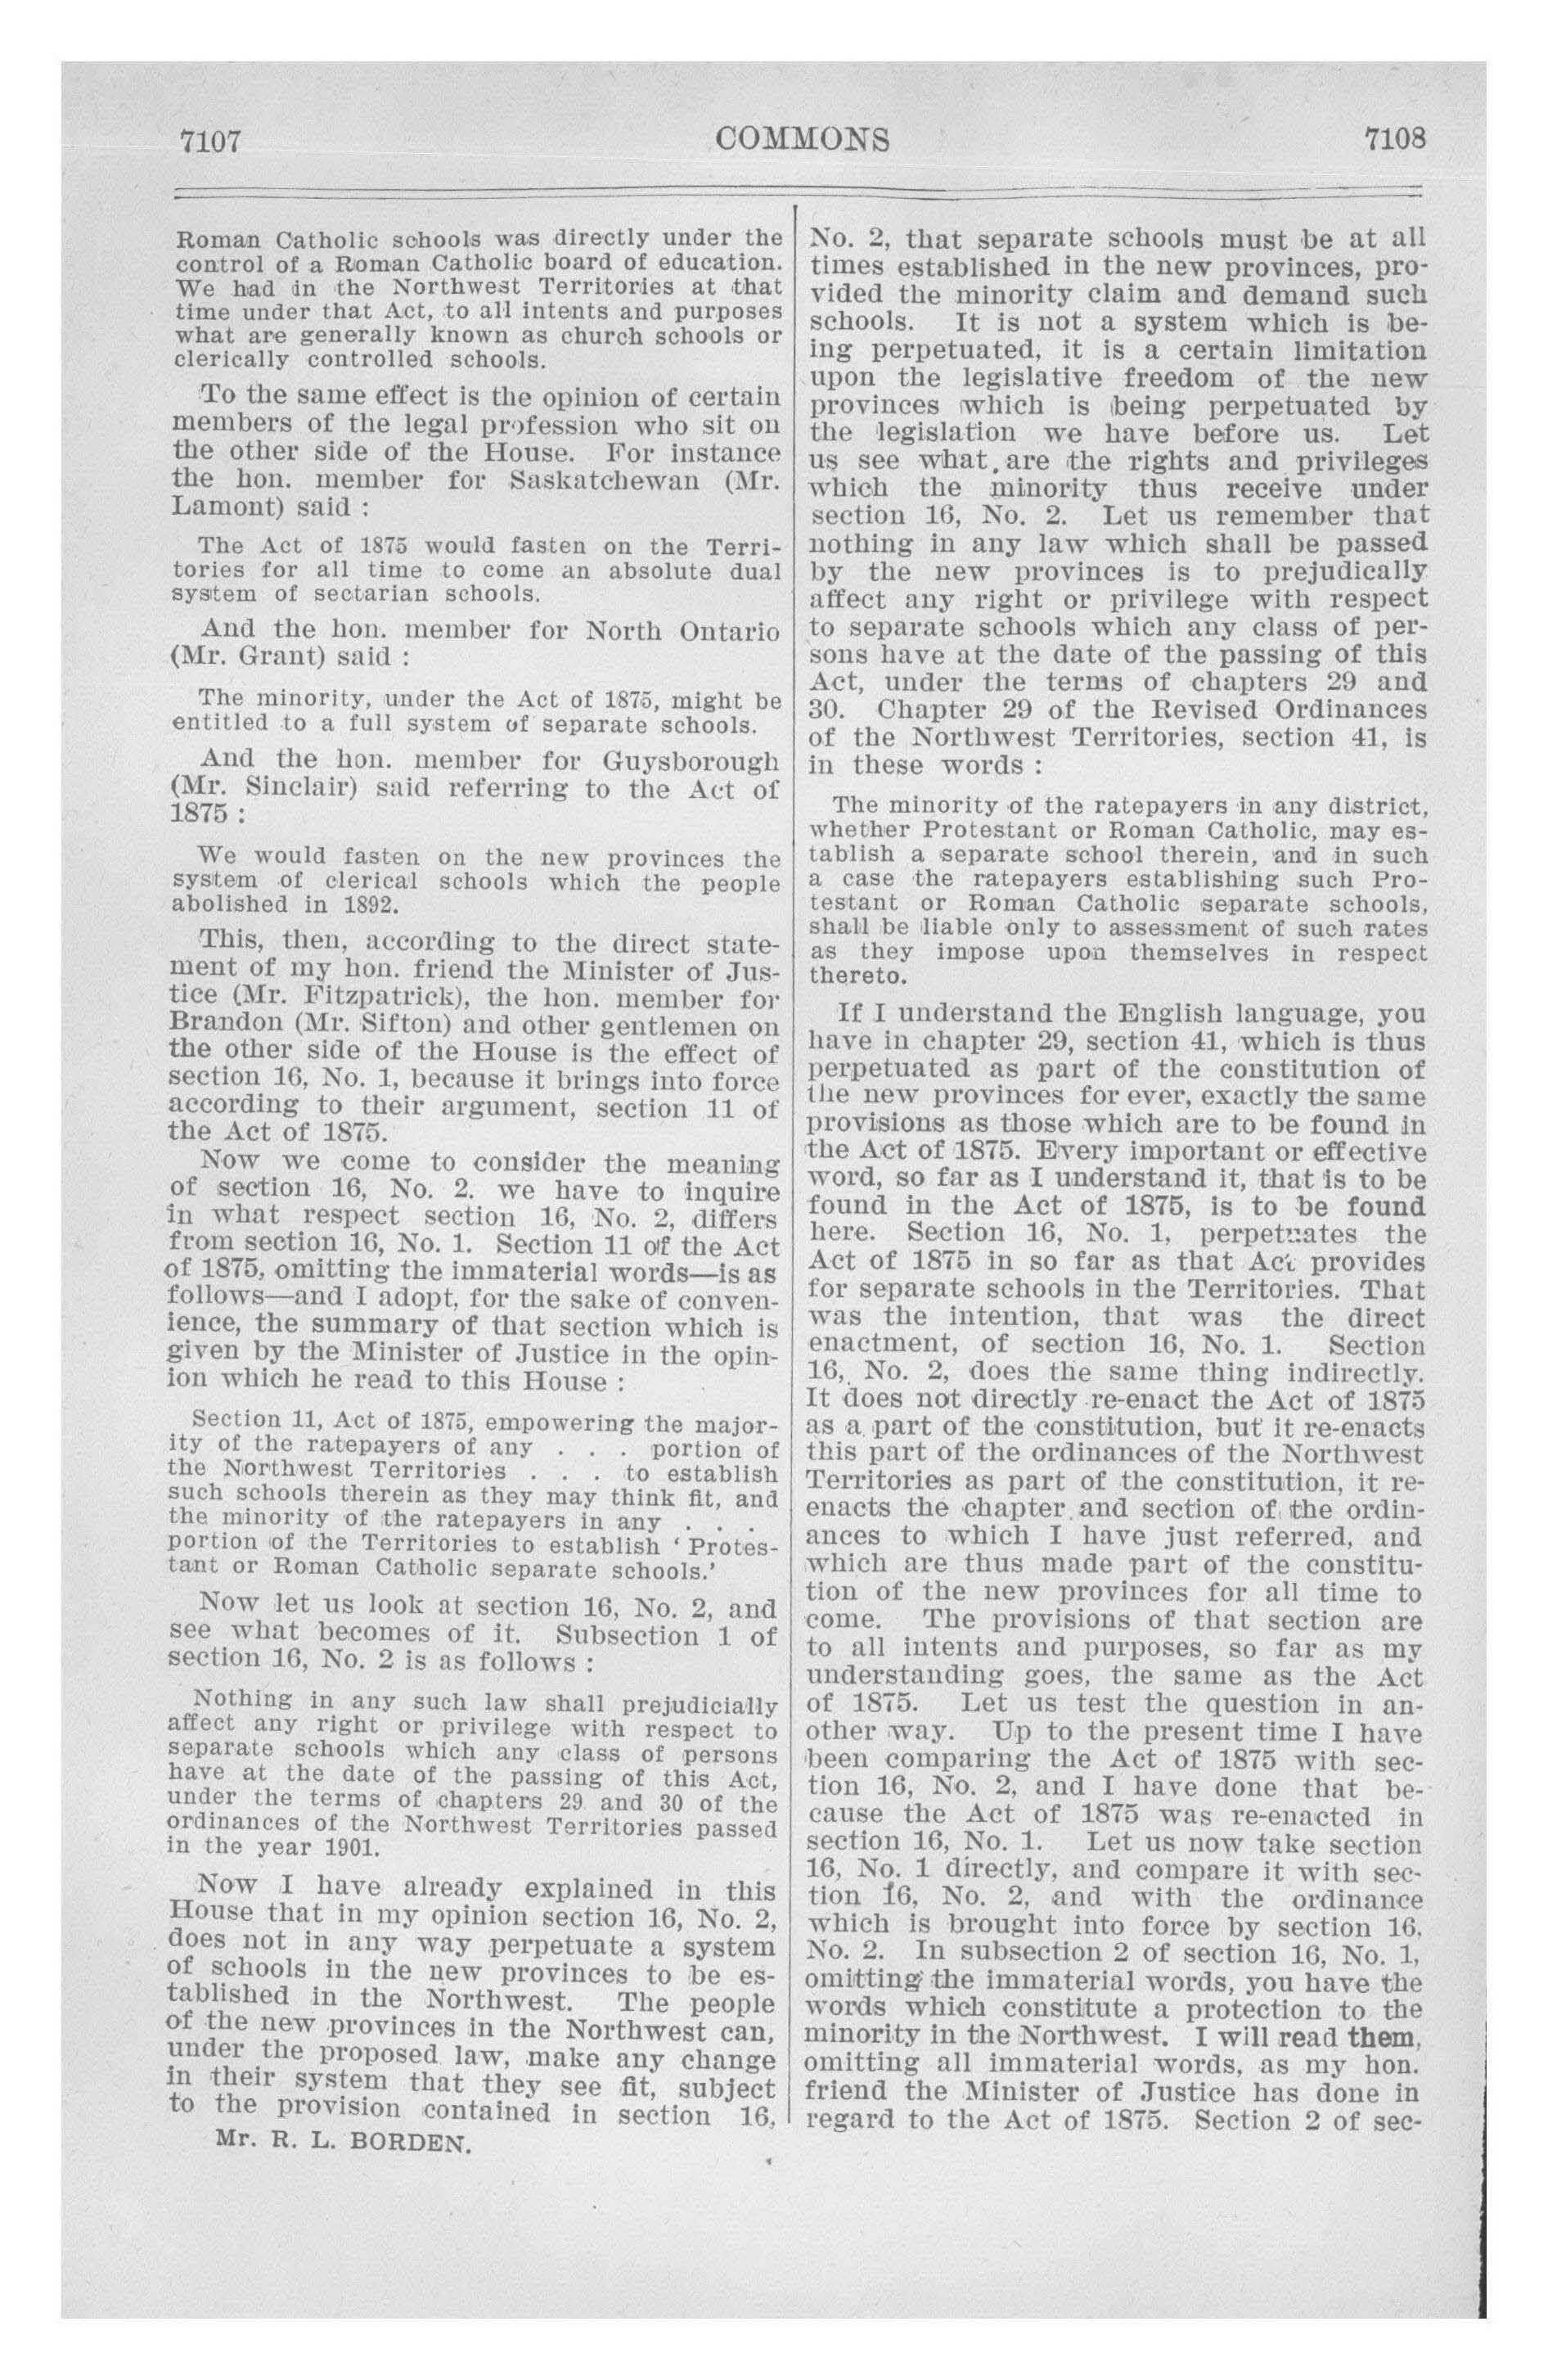 7107
COMMONS
7108
Roman Catholic schools was directly under the
control of a Roman Catholic board of education.
We had in the Northwest Territories at that
time under that Act, to all intents and purposes
what are generally known as church schools or
clerically controlled schools.
To the same effect is the opinion of certain
members of the legal profession who sit on
the other side of the House. For instance
the hon. member for Saskatchewan (Mr.
Lamont) said :
The Act of 1875 would fasten on the Terri-
tories for all time to come an absolute dual
system of sectarian schools.
And the hon. member for North Ontario
(Mr. Grant) said :
The minority, under the Act of 1875, might be
entitled to a full system of separate schools.
And the hon. member for Guysborough
(Mr. Sinclair) said referring to the Act of
1875 :
We would fasten on the new provinces the
system of clerical schools which the people
abolished in 1892.
This, then, according to the direct state-
ment of my hon. friend the Minister of Jus-
tice (Mr. Fitzpatrick), the hon. member for
Brandon (Mr. Sifton) and other gentlemen on
the other side of the House is the effect of
section 16, No. 1, because it brings into force
according to their argument, section 11 of
the Act of 1875.
Now we come to consider the meaning
of section 16, No. 2. we have to inquire
in what respect section 16, No. 2, differs
from section 16, No. 1. Section 11 of the Act
of 1875, omitting the immaterial words—is as
follows—and I adopt, for the sake of conven-
ience, the summary of that section which is
given by the Minister of Justice in the opin-
ion which he read to this House :
Section 11, Act of 1875, empowering the major-
ity of the ratepayers of any . . . portion of
the Northwest Territories . . . to establish
such schools therein as they may think fit, and
the minority of the ratepayers in any . . .
portion of the Territories to establish ‘ Protes-
tant or Roman Catholic separate schools.’
Now let us look at section 16, No. 2, and
see what becomes of it. Subsection 1 of
section 16, No. 2 is as follows :
Nothing in any such law shall prejudicially
affect any right or privilege with respect to
separate schools which any class of persons
have at the date of the passing of this Act,
under the terms of chapters 29 and 30 of the
ordinances of the Northwest Territories passed
in the year 1901.
Now I have already explained in this
House that in my opinion section 16, No. 2,
does not in any way perpetuate a system
of schools in the new provinces to be es-
tablished in the Northwest. The people
of the new provinces in the Northwest can,
under the proposed law, make any change
in their system that they see fit, subject
to the provision contained in section 16,
Mr. R. L. BORDEN.
No. 2, that separate schools must be at all
times established in the new provinces, pro-
vided the minority claim and demand such
schools. It is not a system which is be-
ing perpetuated, it is a certain limitation
upon the legislative freedom of the new
provinces which is being perpetuated by
the legislation we have before us. Let
us see what are the rights and privileges
which the minority thus receive under
section 16, No. 2. Let us remember that
nothing in any law which shall be passed
by the new provinces is to prejudically
affect any right or privilege with respect
to separate schools which any class of per-
sons have at the date of the passing of this
Act, under the terms of chapters 29 and
30. Chapter 29 of the Revised Ordinances
of the Northwest Territories, section 41, is
in these words :
The minority of the ratepayers in any district,
whether Protestant or Roman Catholic, may es-
tablish a separate school therein, and in such
a case the ratepayers establishing such Pro-
testant or Roman Catholic separate schools,
shall be liable only to assessment of such rates
as they impose upon themselves in respect
thereto.
If I understand the English language, you
have in chapter 29, section 41, which is thus
perpetuated as part of the constitution of
the new provinces for ever, exactly the same
provisions as those which are to be found in
the Act of 1875. Every important or effective
word, so far as I understand it, that is to be
found in the Act of 1875, is to be found
here. Section 16, No. 1, perpetuates the
Act of 1875 in so far as that Act provides
for separate schools in the Territories. That
was the intention, that was the direct
enactment, of section 16, No. 1. Section
16, No. 2, does the same thing indirectly.
It does not directly re-enact the Act of 1875
as a part of the constitution, but it re-enacts
this part of the ordinances of the Northwest
Territories as part of the constitution, it re-
enacts the chapter and section of the ordin-
ances to which I have just referred, and
which are thus made part of the constitu-
tion of the new provinces for all time to
come. The provisions of that section are
to all intents and purposes, so far as my
understanding goes, the same as the Act
of 1875. Let us test the question in an-
other way. Up to the present time I have
been comparing the Act of 1875 with sec-
tion 16, No. 2, and I have done that be-
cause the Act of 1875 was re-enacted in
section 16, No. 1. Let us now take section
16, No. 1 directly, and compare it with sec-
tion 16, No. 2, and with the ordinance
which is brought into force by section 16,
No. 2. In subsection 2 of section 16, No. 1,
omitting the immaterial words, you have the
words which constitute a protection to the
minority in the Northwest. I will read them,
omitting all immaterial words, as my hon.
friend the Minister of Justice has done in
regard to the Act of 1875. Section 2 of sec-